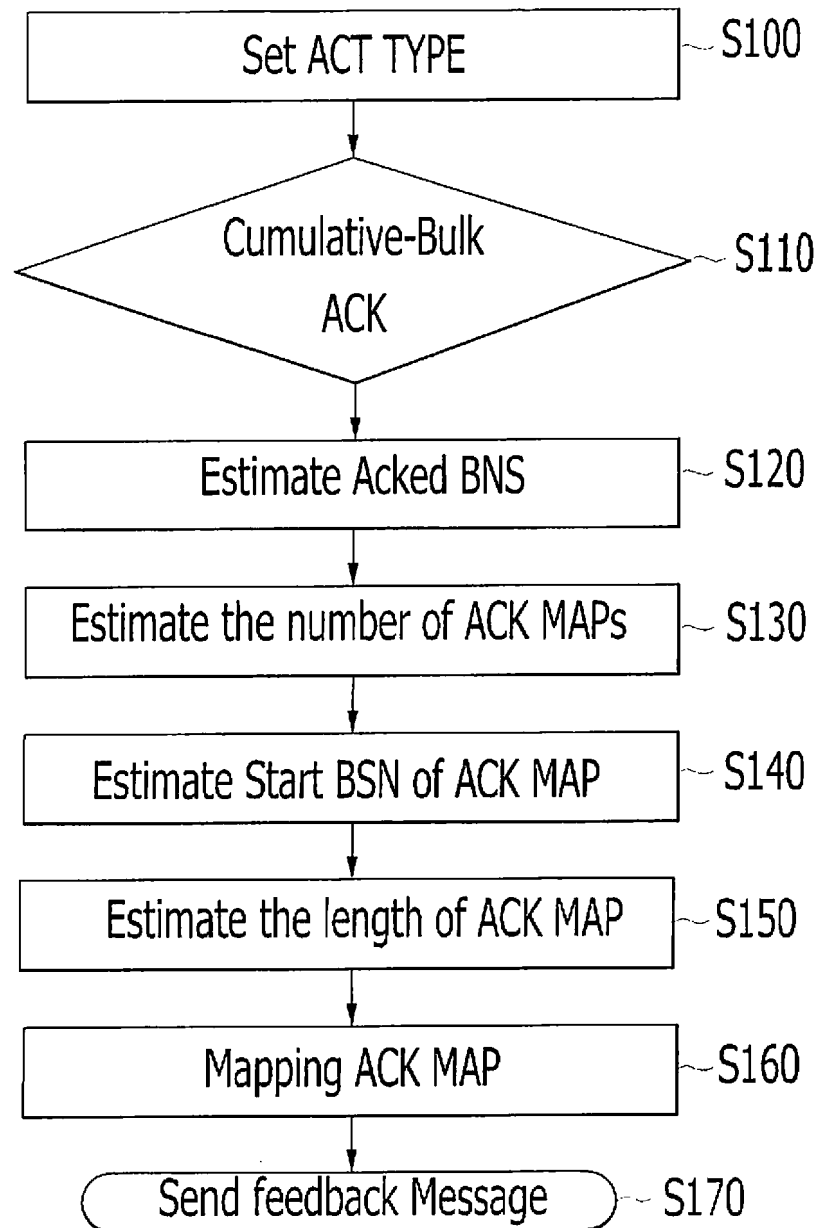 Set ACT TYPE
S100
Cumulative-Bulk
ACK
S110
Estimate Acked BNS
S120
Estimate the number of ACK MAPs
S130
Estimate Start BSN of ACK MAP
S140
Estimate the length of ACK MAP
S150
Mapping ACK MAP
S160
Send feedback Message
S170